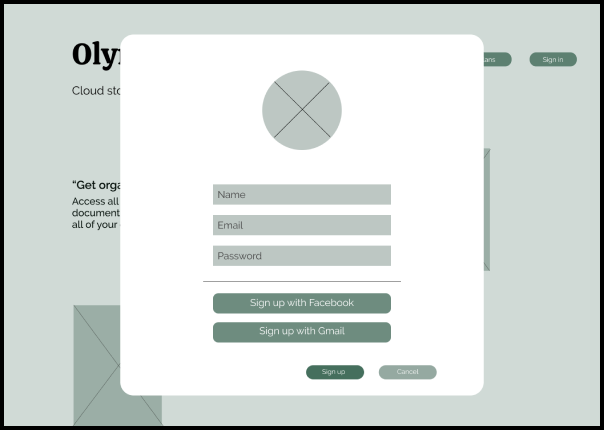 Oly
ans
Sign in
Cloud sto
"Get orga
Access all
document
all of your
Name
Email
Password
Sign up with Facebook
Sign up with Gmail
Sign up
Cancel